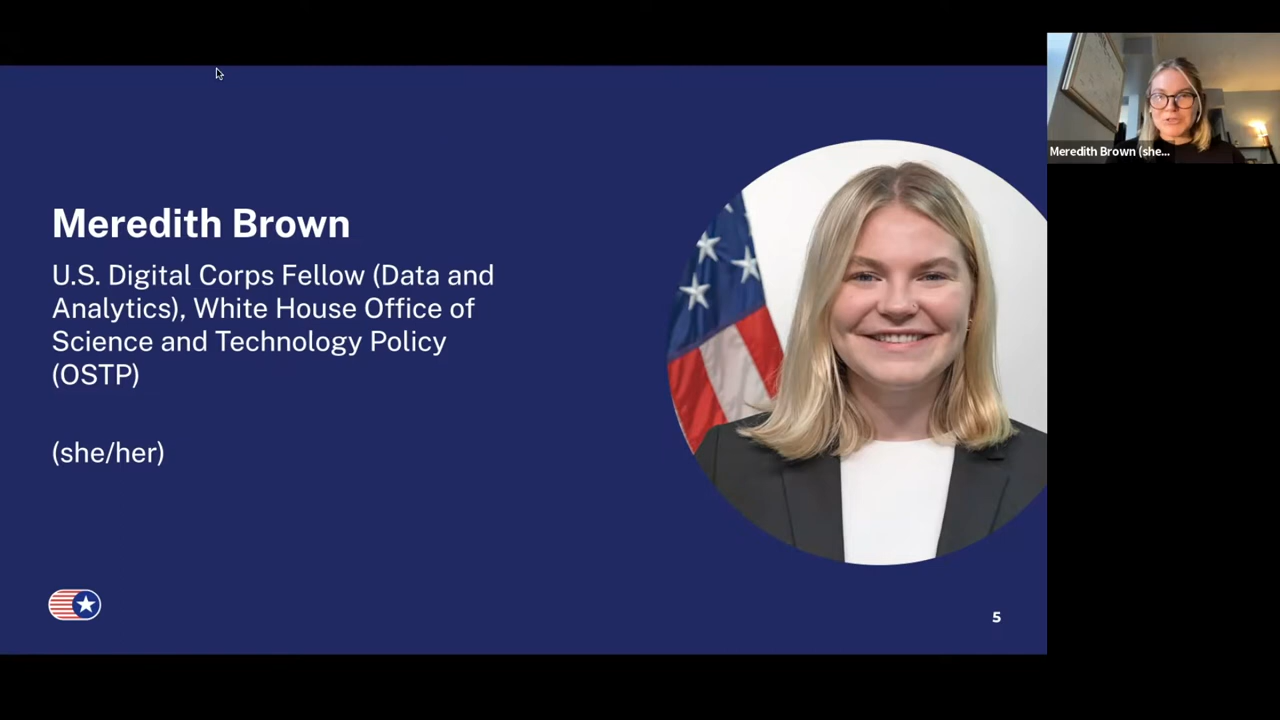 Meredith Brown
U.S. Digital Corps Fellow (Data and
Analytics), White House Office of
Science and Technology Policy
(OSTP)
(she/her)
5
Meredith Brown (she...